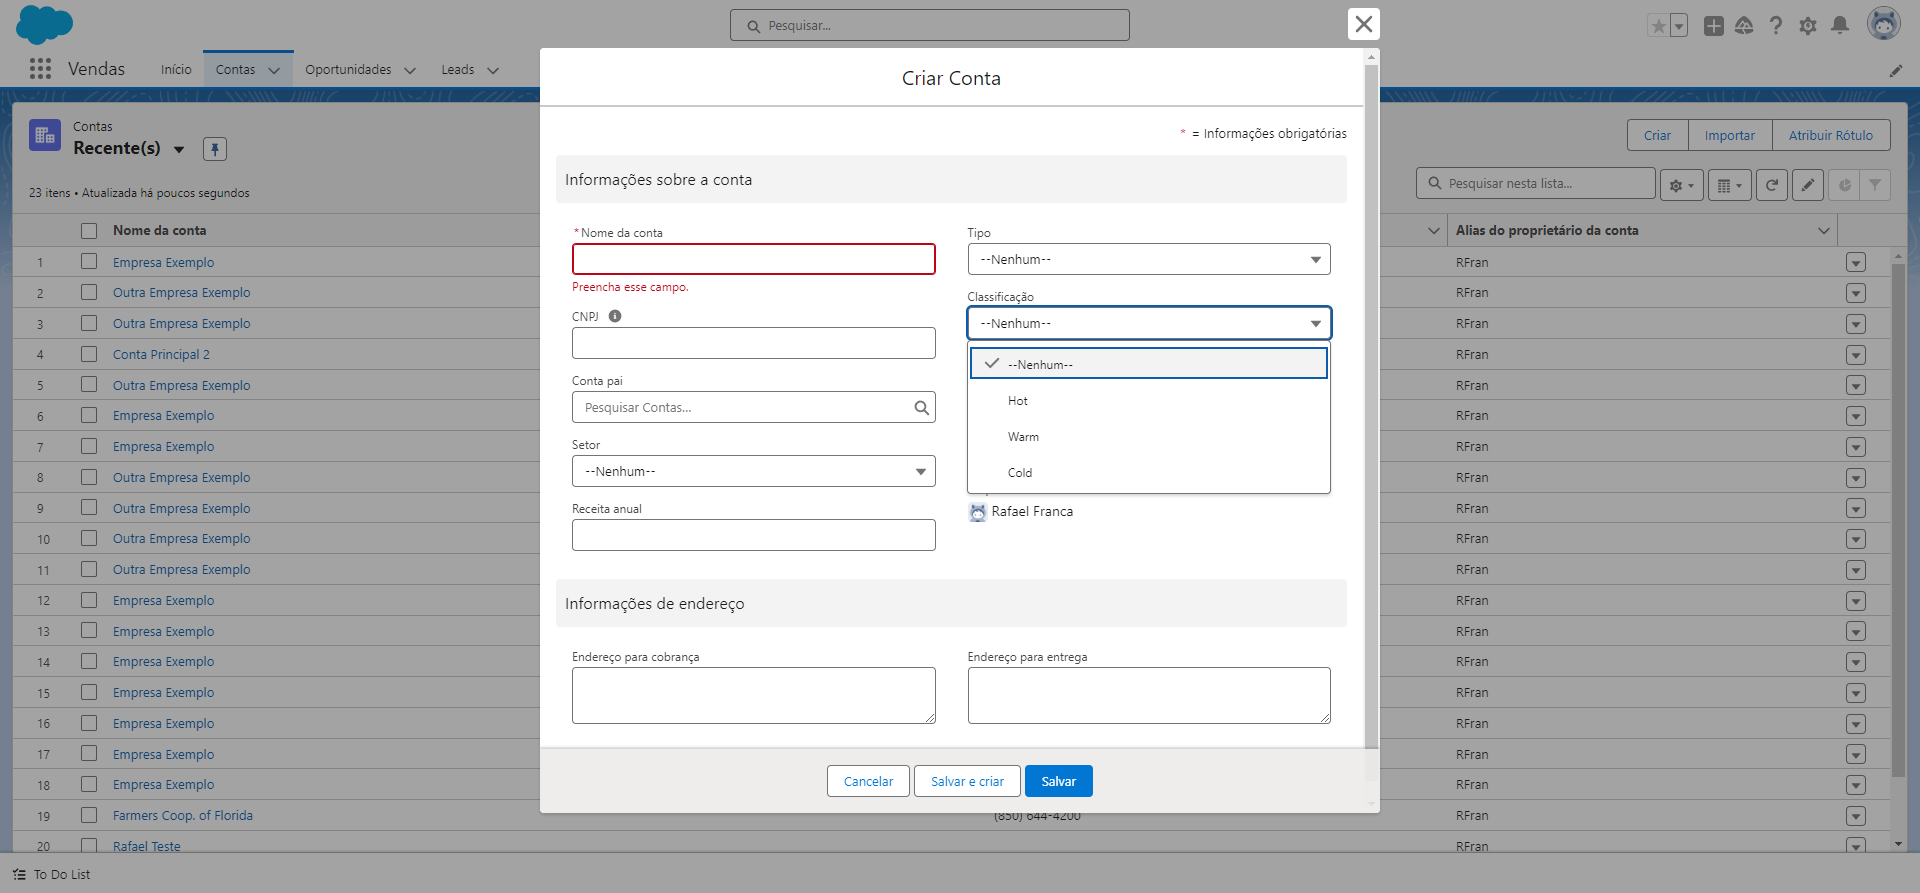 Pesquisar...
Vendas
Início
Contas
Oportunidades
Leads
Contas
Recente(s)
23 itens • Atualizada há poucos segundos
Criar
Importar
Atribuir Rótulo
Pesquisar nesta lista...
Nome da conta
Alias do proprietário da conta
1 Empresa Exemplo RFran
2 Outra Empresa Exemplo RFran
3 Outra Empresa Exemplo RFran
4 Conta Principal 2 RFran
5 Outra Empresa Exemplo RFran
6 Empresa Exemplo RFran
7 Empresa Exemplo RFran
8 Outra Empresa Exemplo RFran
9 Outra Empresa Exemplo RFran
10 Outra Empresa Exemplo RFran
11 Outra Empresa Exemplo RFran
12 Empresa Exemplo RFran
13 Empresa Exemplo RFran
14 Empresa Exemplo RFran
15 Empresa Exemplo RFran
16 Empresa Exemplo RFran
17 Empresa Exemplo RFran
18 Empresa Exemplo RFran
19 Farmers Coop. of Florida (850) 644-4200 RFran
20 Rafael Teste RFran
Criar Conta
* = Informações obrigatórias
Informações sobre a conta
*Nome da conta
Preencha esse campo.
CNPJ
Conta pai
Pesquisar Contas...
Setor
--Nenhum--
Receita anual
Tipo
--Nenhum--
Classificação
--Nenhum--
--Nenhum--
Hot
Warm
Cold
Rafael Franca
Informações de endereço
Endereço para cobrança
Endereço para entrega
Cancelar
Salvar e criar
Salvar
To Do List